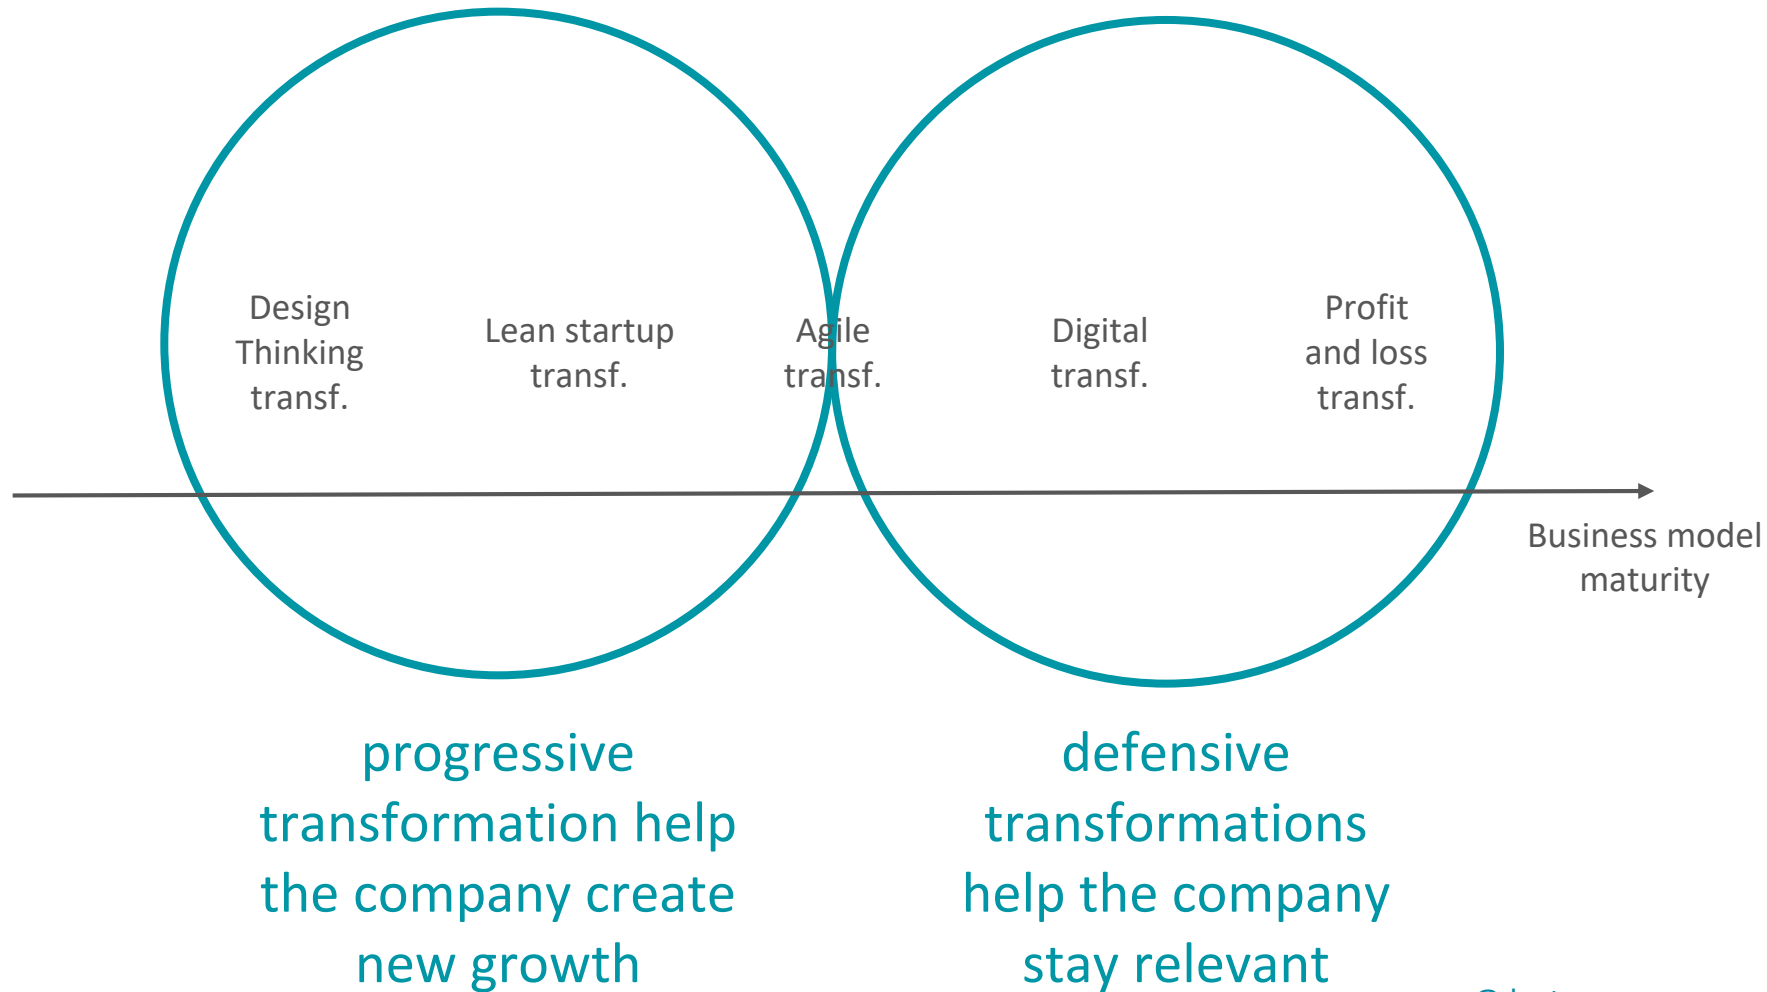 Design
Thinking
transf.
Lean startup
transf.
Agile
transf.
Digital
transf.
Profit
and loss
transf.
Business model
maturity
progressive
transformation help
the company create
new growth
defensive
transformations
help the company
stay relevant